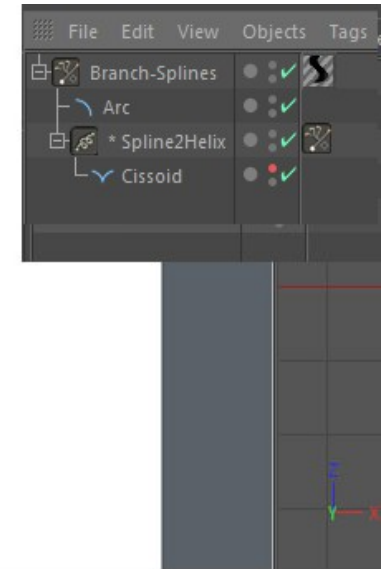 File Edit View Objects Tags
Branch-Splines
Arc
* Spline2Helix
Cissoid
Z
Y X